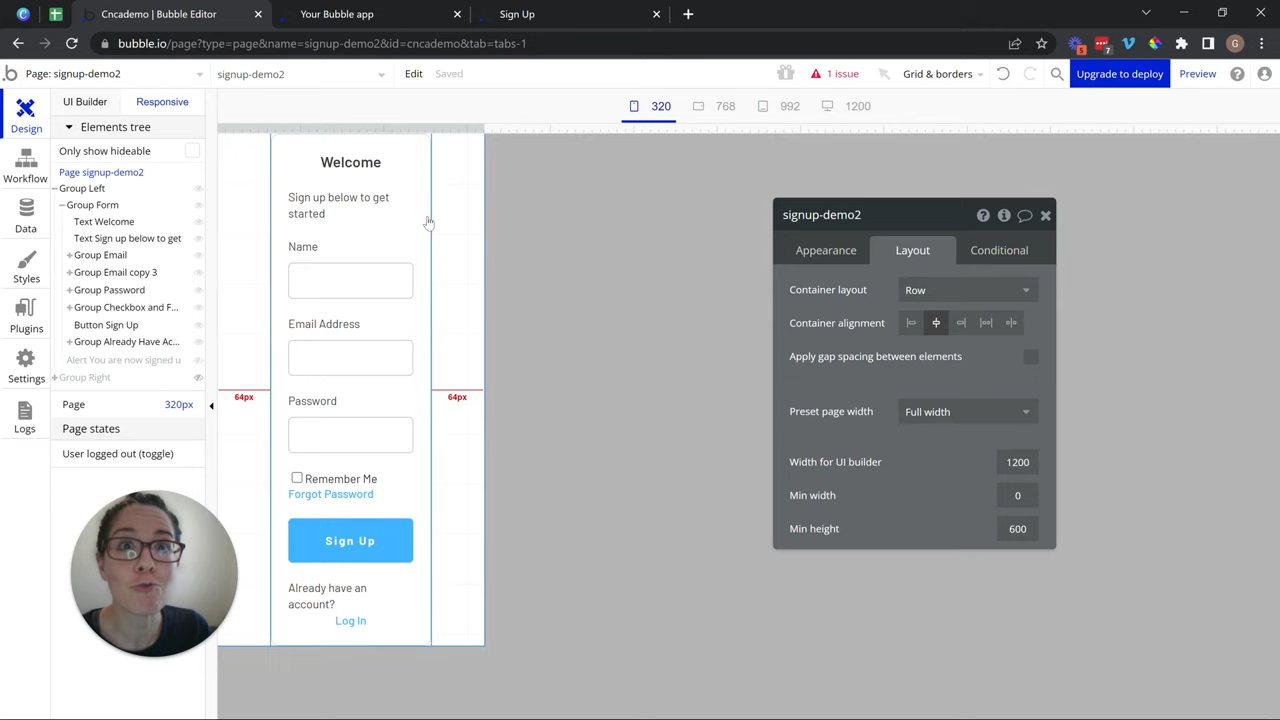 Cncademo | Bubble Editor
Your Bubble app
Sign Up
bubble.io/page?type=page&name=signup-demo2&id=cncademo&tab=tabs-1
5
7
G
Page: signup-demo2
signup-demo2
Edit
Saved
1 issue
Grid & borders
Upgrade to deploy
Preview
Design
Workflow
Data
Styles
Plugins
Settings
Logs
UI Builder
Responsive
Elements tree
Only show hideable
Page signup-demo2
Group Left
Group Form
Text Welcome
Text Sign up below to get
Group Email
Group Email copy 3
Group Password
Group Checkbox and F...
Button Sign Up
Group Already Have Ac...
Alert You are now signed u
Group Right
Page
320px
Page states
User logged out (toggle)
320
768
992
1200
Welcome
Sign up below to get
started
Name
Email Address
64px
64px
Password
Remember Me
Forgot Password
Sign Up
Already have an
account?
Log In
signup-demo2
Appearance
Layout
Conditional
Container layout
Row
Container alignment
Apply gap spacing between elements
Preset page width
Full width
Width for UI builder
1200
Min width
0
Min height
600